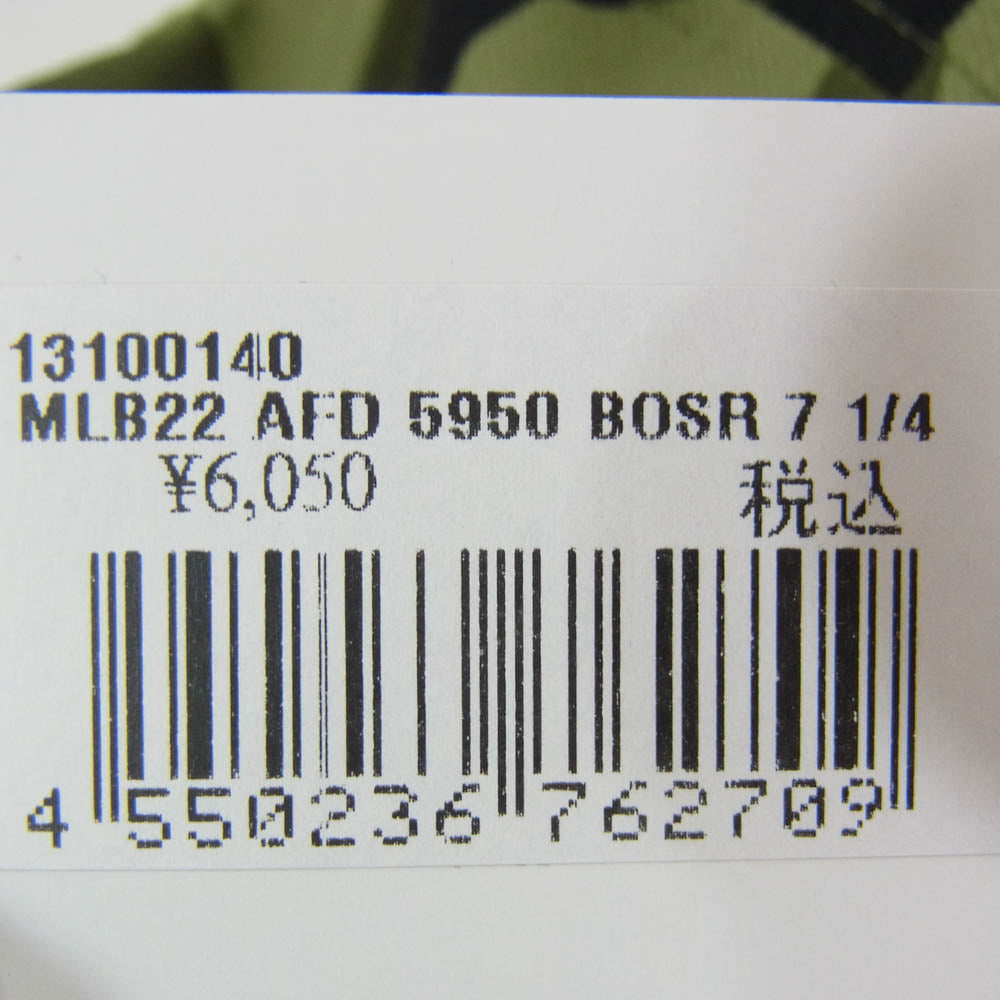 13100140
MLB22 AFD 5950 BOSR 7 1/4
¥6,050 税込
4 550236 762709